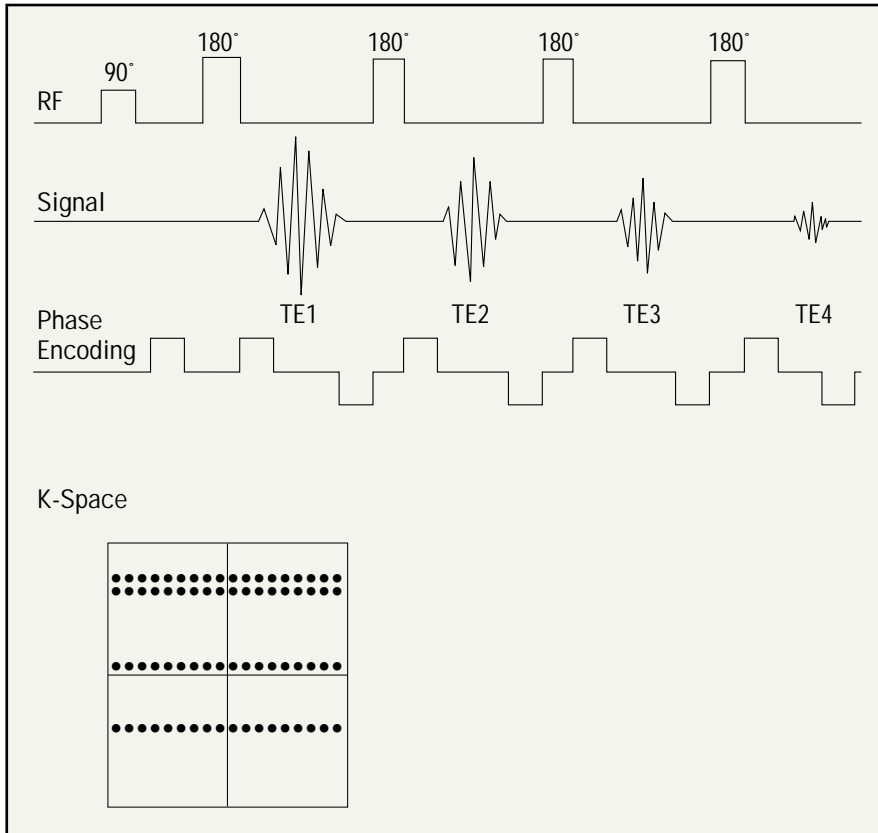 180° 180° 180° 180°
90°
RF
Signal
TE1 TE2 TE3 TE4
Phase
Encoding
K-Space